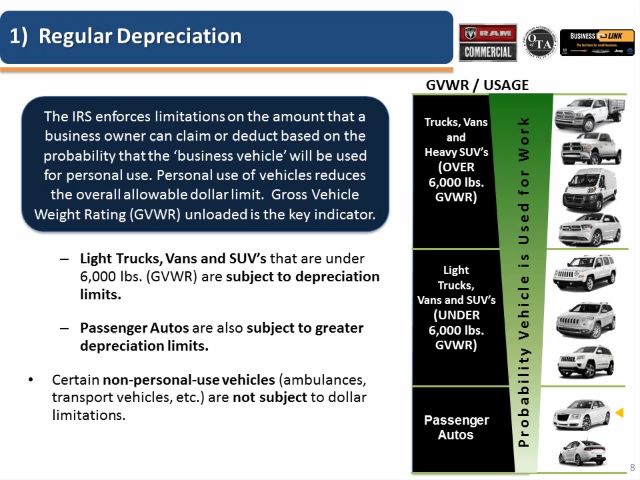 1) Regular Depreciation
RAM
COMMERCIAL
OTA
BUSINESS LINK
GVWR / USAGE
The IRS enforces limitations on the amount that a
business owner can claim or deduct based on the
probability that the ‘business vehicle’ will be used
for personal use. Personal use of vehicles reduces
the overall allowable dollar limit. Gross Vehicle
Weight Rating (GVWR) unloaded is the key indicator.
– Light Trucks, Vans and SUV’s that are under
6,000 lbs. (GVWR) are subject to depreciation
limits.
– Passenger Autos are also subject to greater
depreciation limits.
• Certain non-personal-use vehicles (ambulances,
transport vehicles, etc.) are not subject to dollar
limitations.
Trucks, Vans
and
Heavy SUV’s
(OVER
6,000 lbs.
GVWR)
Light
Trucks,
Vans and SUV’s
(UNDER
6,000 lbs.
GVWR)
Passenger
Autos
Probability Vehicle is Used for Work
8